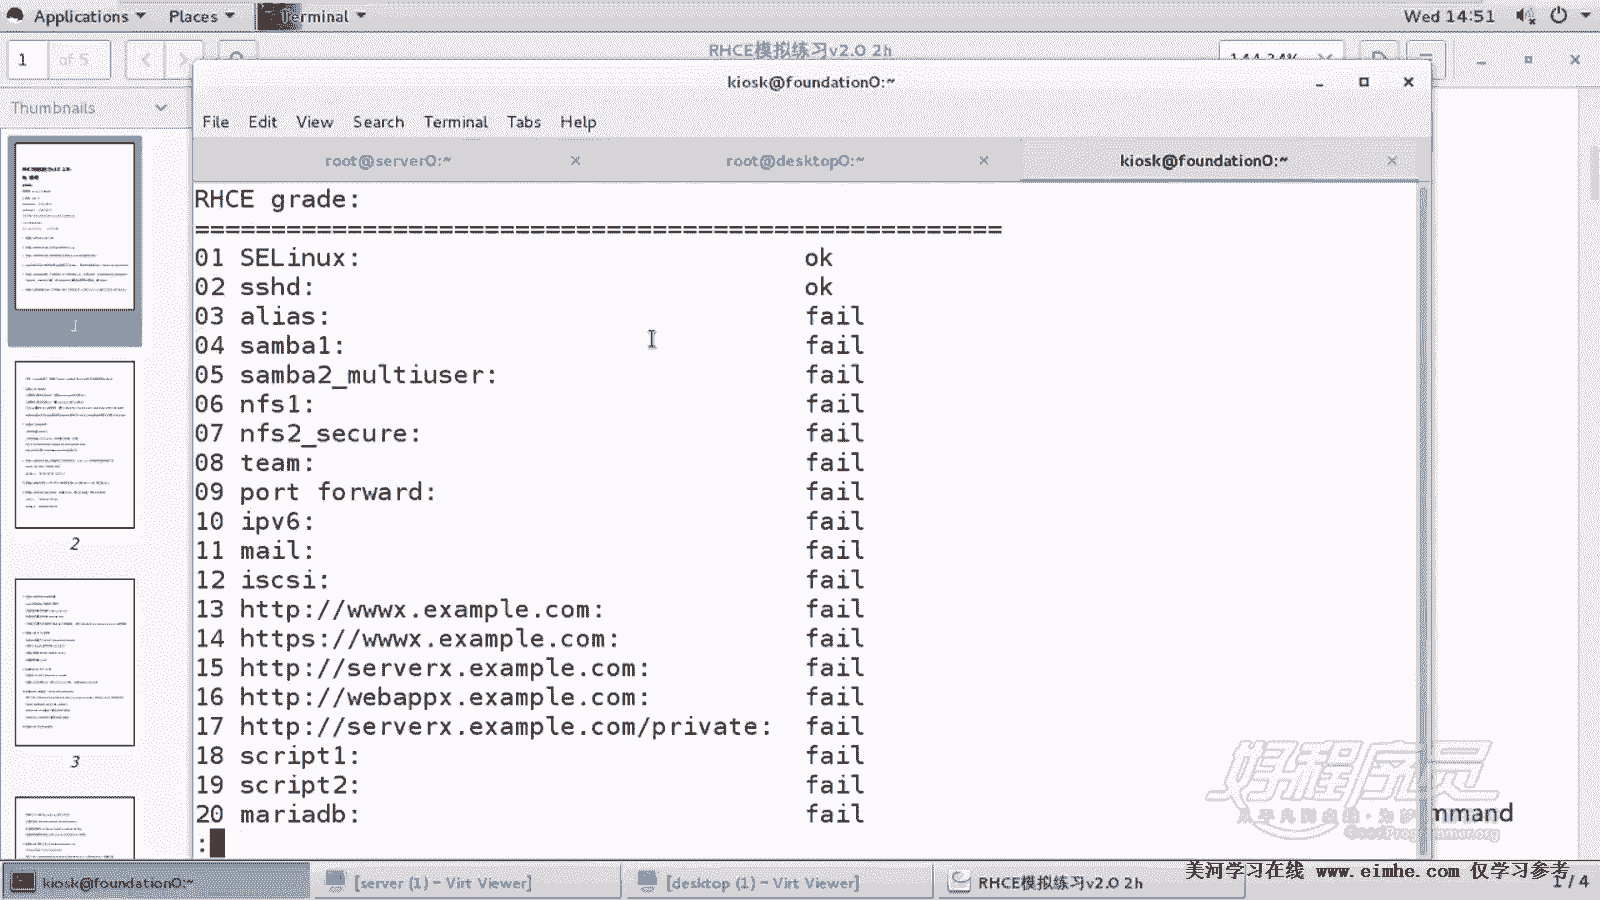 Applications Places Terminal Wed 14:51
1 of 5 RHCE模拟练习v2.0 2h 144.34%
Thumbnails
kiosk@foundation0:~
File Edit View Search Terminal Tabs Help
root@server0:~ root@desktop0:~ kiosk@foundation0:~
RHCE grade:
=====================================================
01 SELinux: ok
02 sshd: ok
03 alias: fail
04 samba1: fail
05 samba2_multiuser: fail
06 nfs1: fail
07 nfs2_secure: fail
08 team: fail
09 port forward: fail
10 ipv6: fail
11 mail: fail
12 iscsi: fail
13 http://wwwx.example.com: fail
14 https://wwwx.example.com: fail
15 http://serverx.example.com: fail
16 http://webappx.example.com: fail
17 http://serverx.example.com/private: fail
18 script1: fail
19 script2: fail
20 mariadb: fail
:
1
2
3
好程序员
GoodProgrammer.org
mmand
kiosk@foundation0:~ [server (1) - Virt Viewer] [desktop (1) - Virt Viewer] RHCE模拟练习v2.0 2h 1 / 4
美河学习在线 www.eimhe.com 仅学习参考